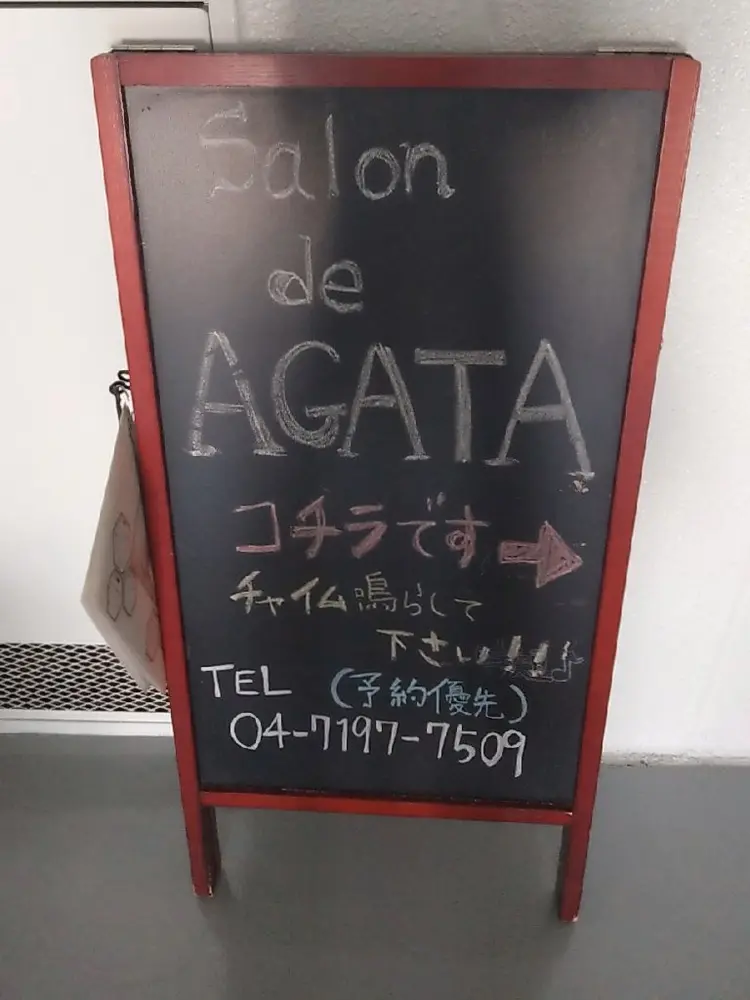 Salon
de
AGATA
コチラです➡
チャイム鳴らして
下さい!!!
TEL (予約優先)
04-7197-7509